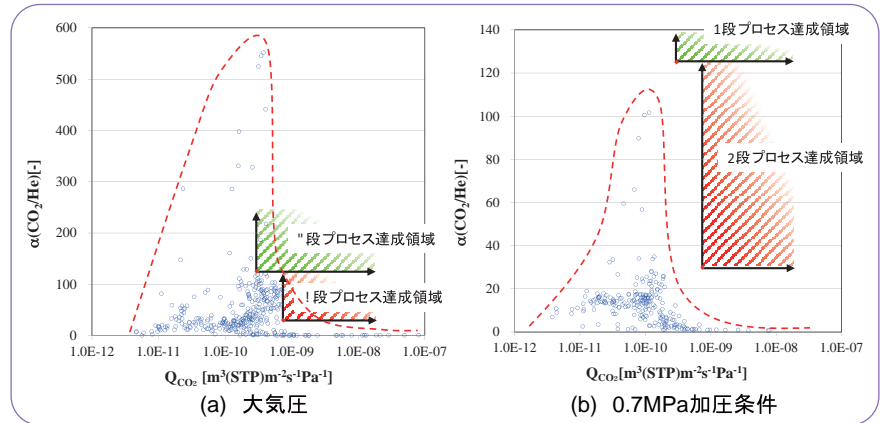 600
500
400
300
200
100
0
α(CO₂/He)[-]
"段プロセス達成領域
!段プロセス達成領域
1.0E-12 1.0E-11 1.0E-10 1.0E-09 1.0E-08 1.0E-07
Q_CO₂ [m³(STP)m⁻²s⁻¹Pa⁻¹]
(a) 大気圧
140
120
100
80
60
40
20
0
α(CO₂/He)[-]
1段プロセス達成領域
2段プロセス達成領域
1.0E-12 1.0E-11 1.0E-10 1.0E-09 1.0E-08 1.0E-07
Q_CO₂[m³(STP)m⁻²s⁻¹Pa⁻¹]
(b) 0.7MPa加圧条件